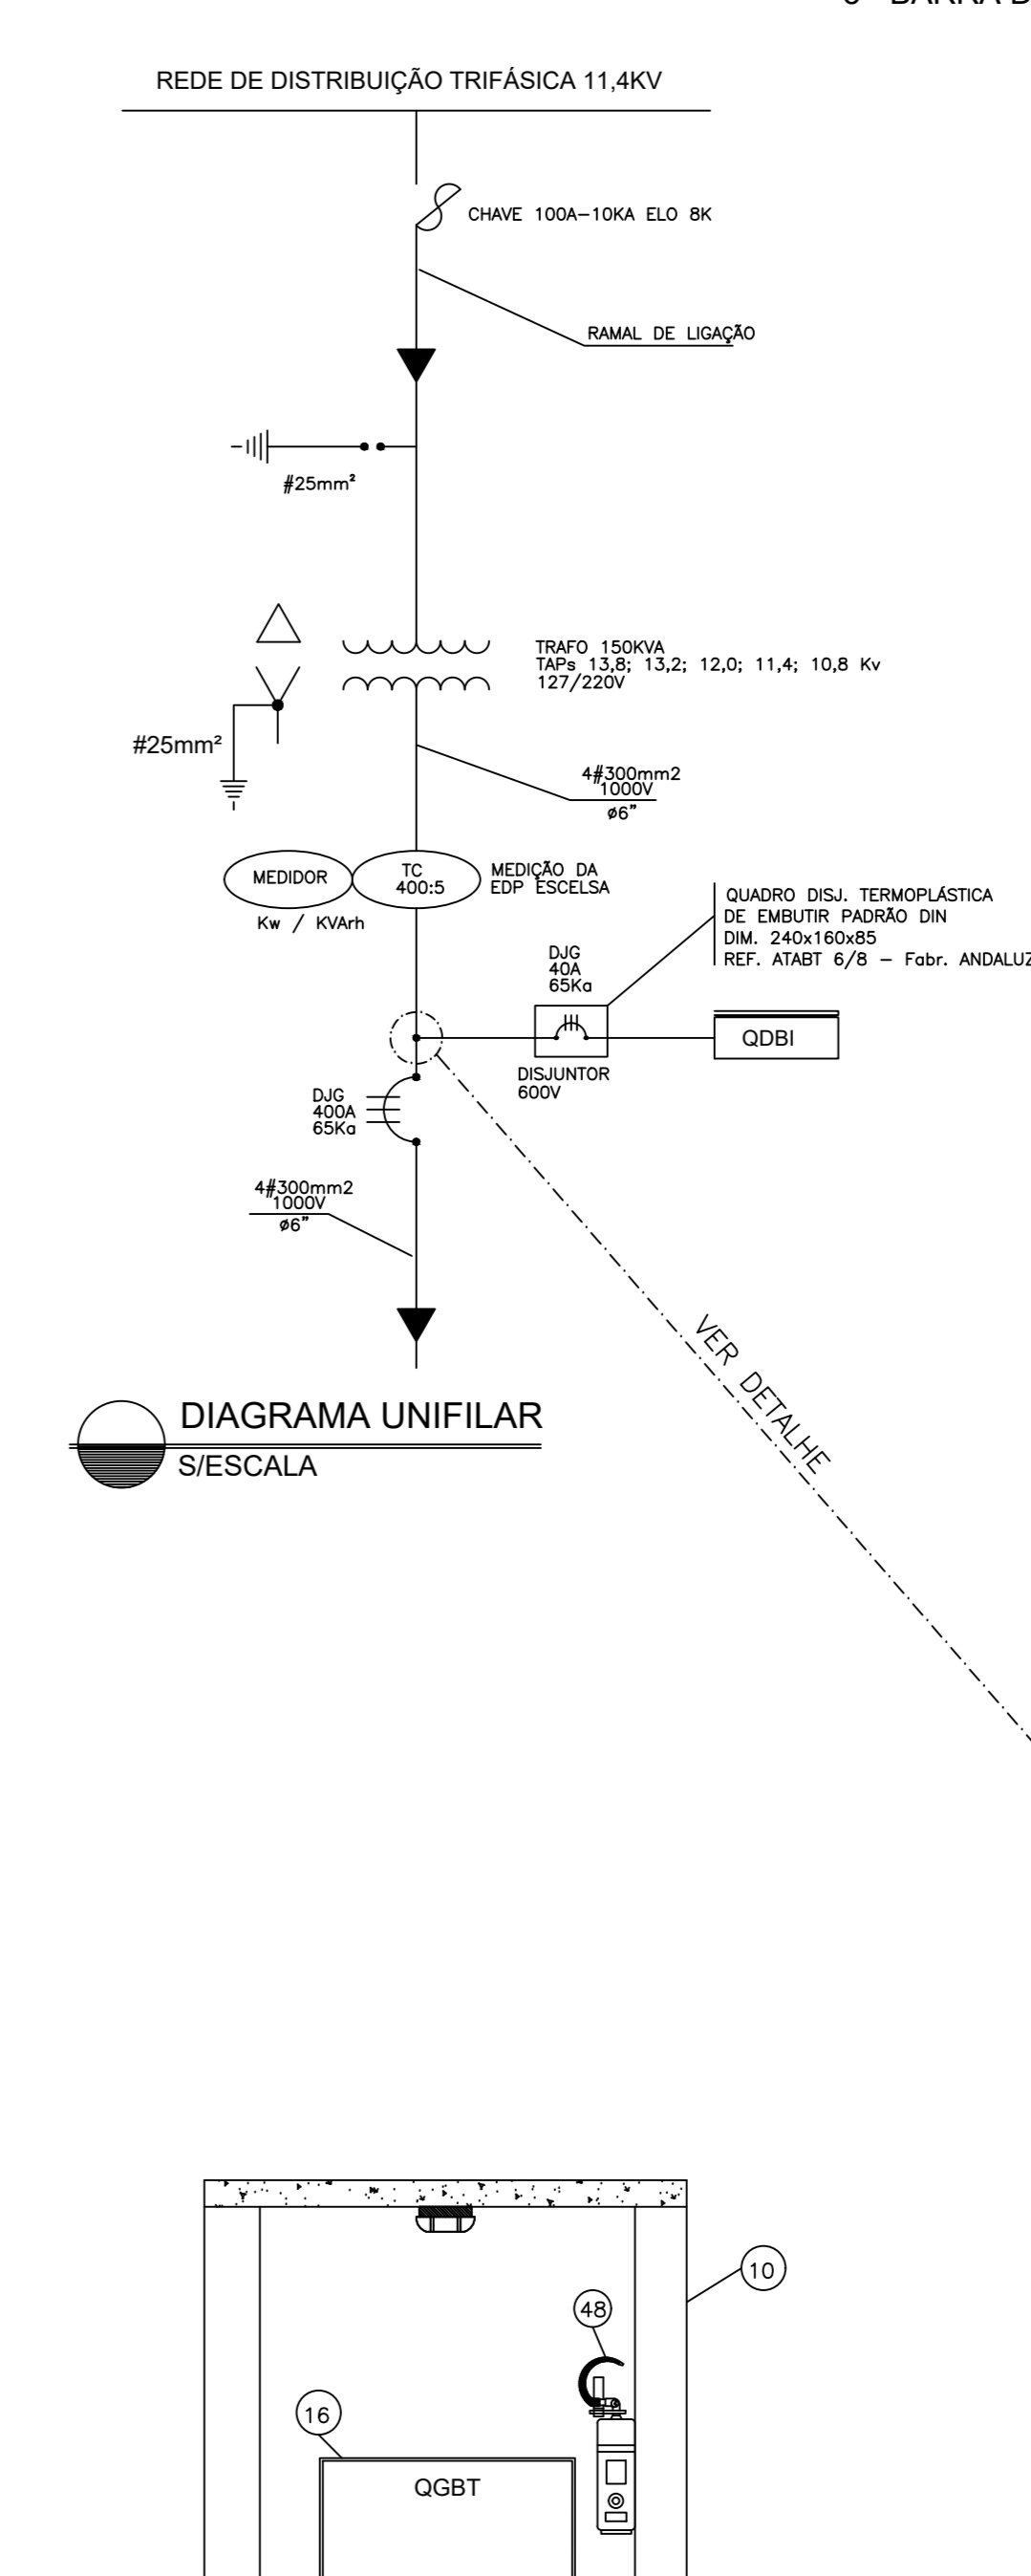 REDE DE DISTRIBUIÇÃO TRIFÁSICA 11,4KV
CHAVE 100A-10KA ELO 8K
RAMAL DE LIGAÇÃO
#25mm²
TRAFO 150KVA
TAPs 13,8; 13,2; 12,0; 11,4; 10,8 Kv
127/220V
#25mm²
4#300mm2
1000V
ø6"
MEDIDOR
TC
400:5
MEDIÇÃO DA
EDP ESCELSA
Kw / KVArh
QUADRO DISJ. TERMOPLÁSTICA
DE EMBUTIR PADRÃO DIN
DIM. 240x160x85
REF. ATABT 6/8 - Fabr. ANDALUZ
DJG
40A
65Ka
QDBI
DISJUNTOR
600V
DJG
400A
65Ka
4#300mm2
1000V
ø6"
VER DETALHE
DIAGRAMA UNIFILAR
S/ESCALA
10
48
16
QGBT